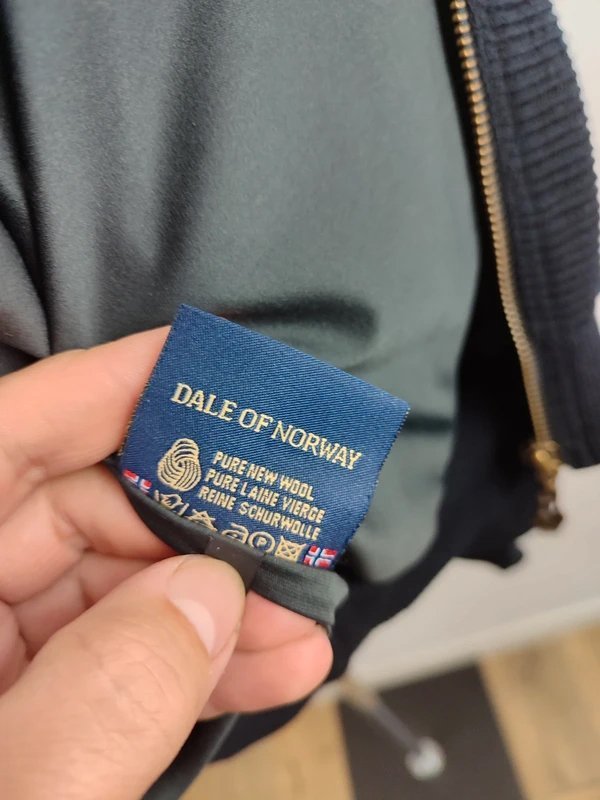 DALE OF NORWAY
PURE NEW WOOL
PURE LAINE VIERGE
REINE SCHURWOLLE